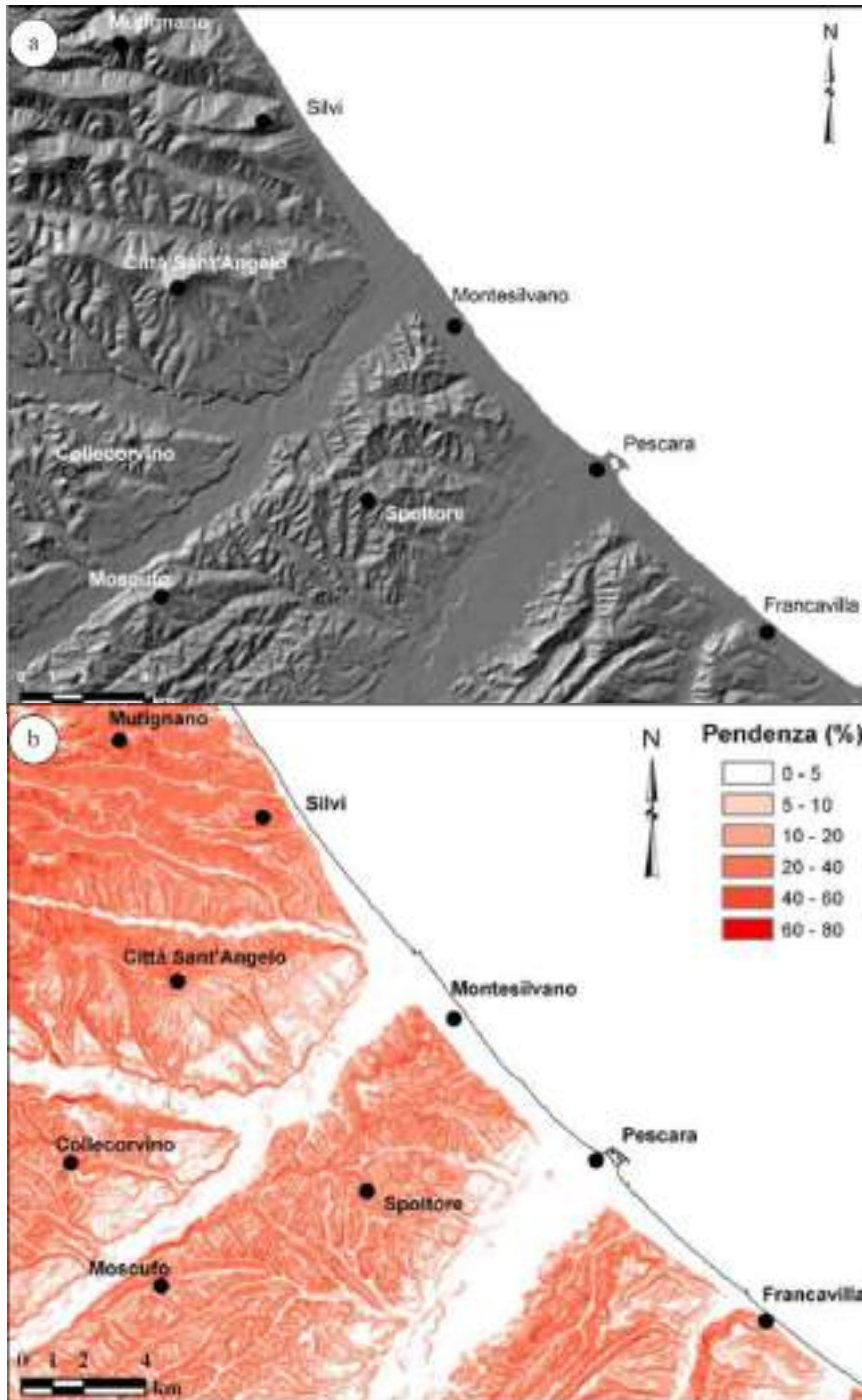 a
Mutignano
N
Silvi
Città Sant'Angelo
Montesilvano
Pescara
Collecorvino
Spoltore
Moscufo
Francavilla
b
Mutignano
N
Pendenza (%)
0 - 5
5 - 10
10 - 20
20 - 40
40 - 60
60 - 80
Silvi
Città Sant'Angelo
Montesilvano
Pescara
Collecorvino
Spoltore
Moscufo
Francavilla
0 1 2 4
km